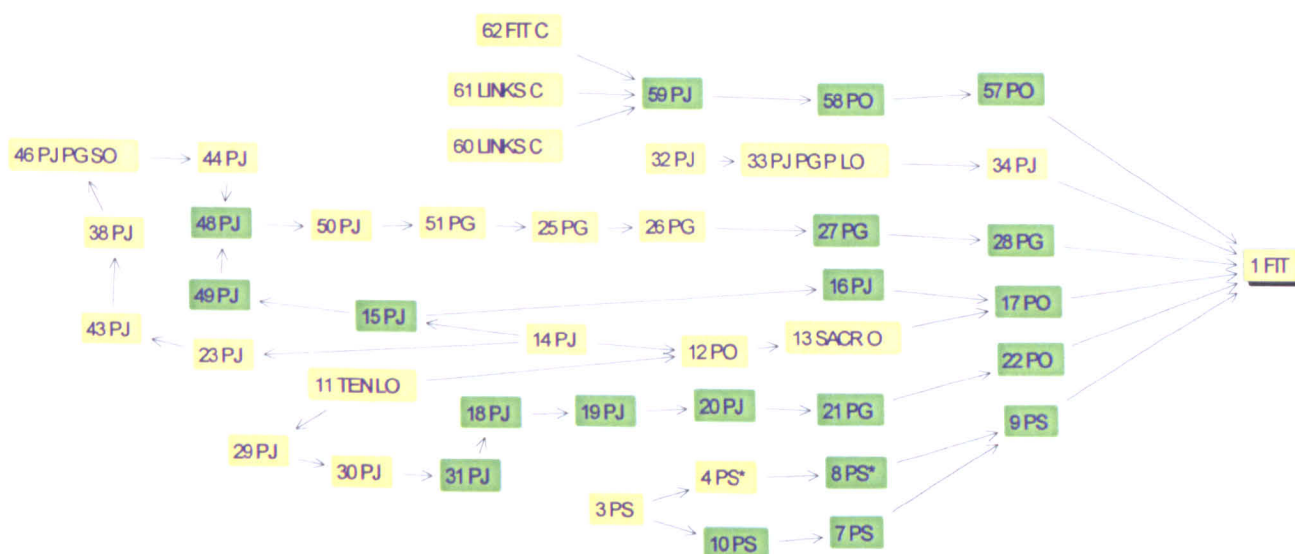 62 FIT C
61 LINKS C
59 PJ
58 PO
57 PO
60 LINKS C
46 PJ PG SO
44 PJ
32 PJ
33 PJ PG P LO
34 PJ
38 PJ
48 PJ
50 PJ
51 PG
25 PG
26 PG
27 PG
28 PG
1 FIT
49 PJ
16 PJ
17 PO
43 PJ
15 PJ
14 PJ
13 SACR O
23 PJ
12 PO
22 PO
11 TEN LO
18 PJ
19 PJ
20 PJ
21 PG
9 PS
29 PJ
30 PJ
31 PJ
4 PS*
8 PS*
3 PS
10 PS
7 PS